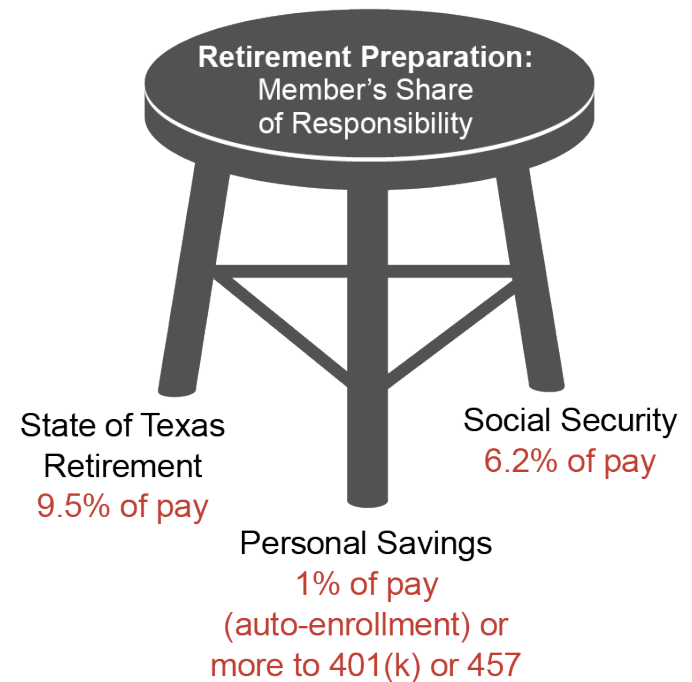 Retirement Preparation:
Member’s Share
of Responsibility
State of Texas
Retirement
9.5% of pay
Social Security
6.2% of pay
Personal Savings
1% of pay
(auto-enrollment) or
more to 401(k) or 457